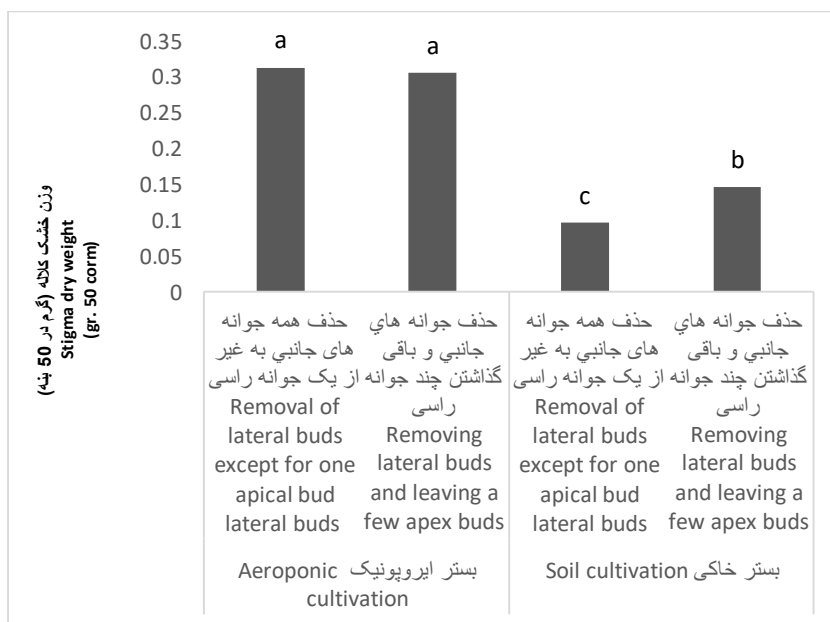 0.35
0.3
0.25
0.2
0.15
0.1
0.05
0
a
a
c
b
وزن خشک کلاله (گرم در 50 بنه)
Stigma dry weight
(gr. 50 corm)
حذف همه جوانه
های جانبي به غير
از یک جوانه راسی
Removal of
lateral buds
except for one
apical bud
lateral buds
حذف جوانه هاي
جانبي و باقی
گذاشتن چند جوانه
راسی
Removing
lateral buds
and leaving a
few apex buds
حذف همه جوانه
های جانبي به غير
از یک جوانه راسی
Removal of
lateral buds
except for one
apical bud
lateral buds
حذف جوانه هاي
جانبي و باقی
گذاشتن چند جوانه
راسی
Removing
lateral buds
and leaving a
few apex buds
Aeroponic بستر ایروپونیک
cultivation
Soil cultivation بستر خاکی